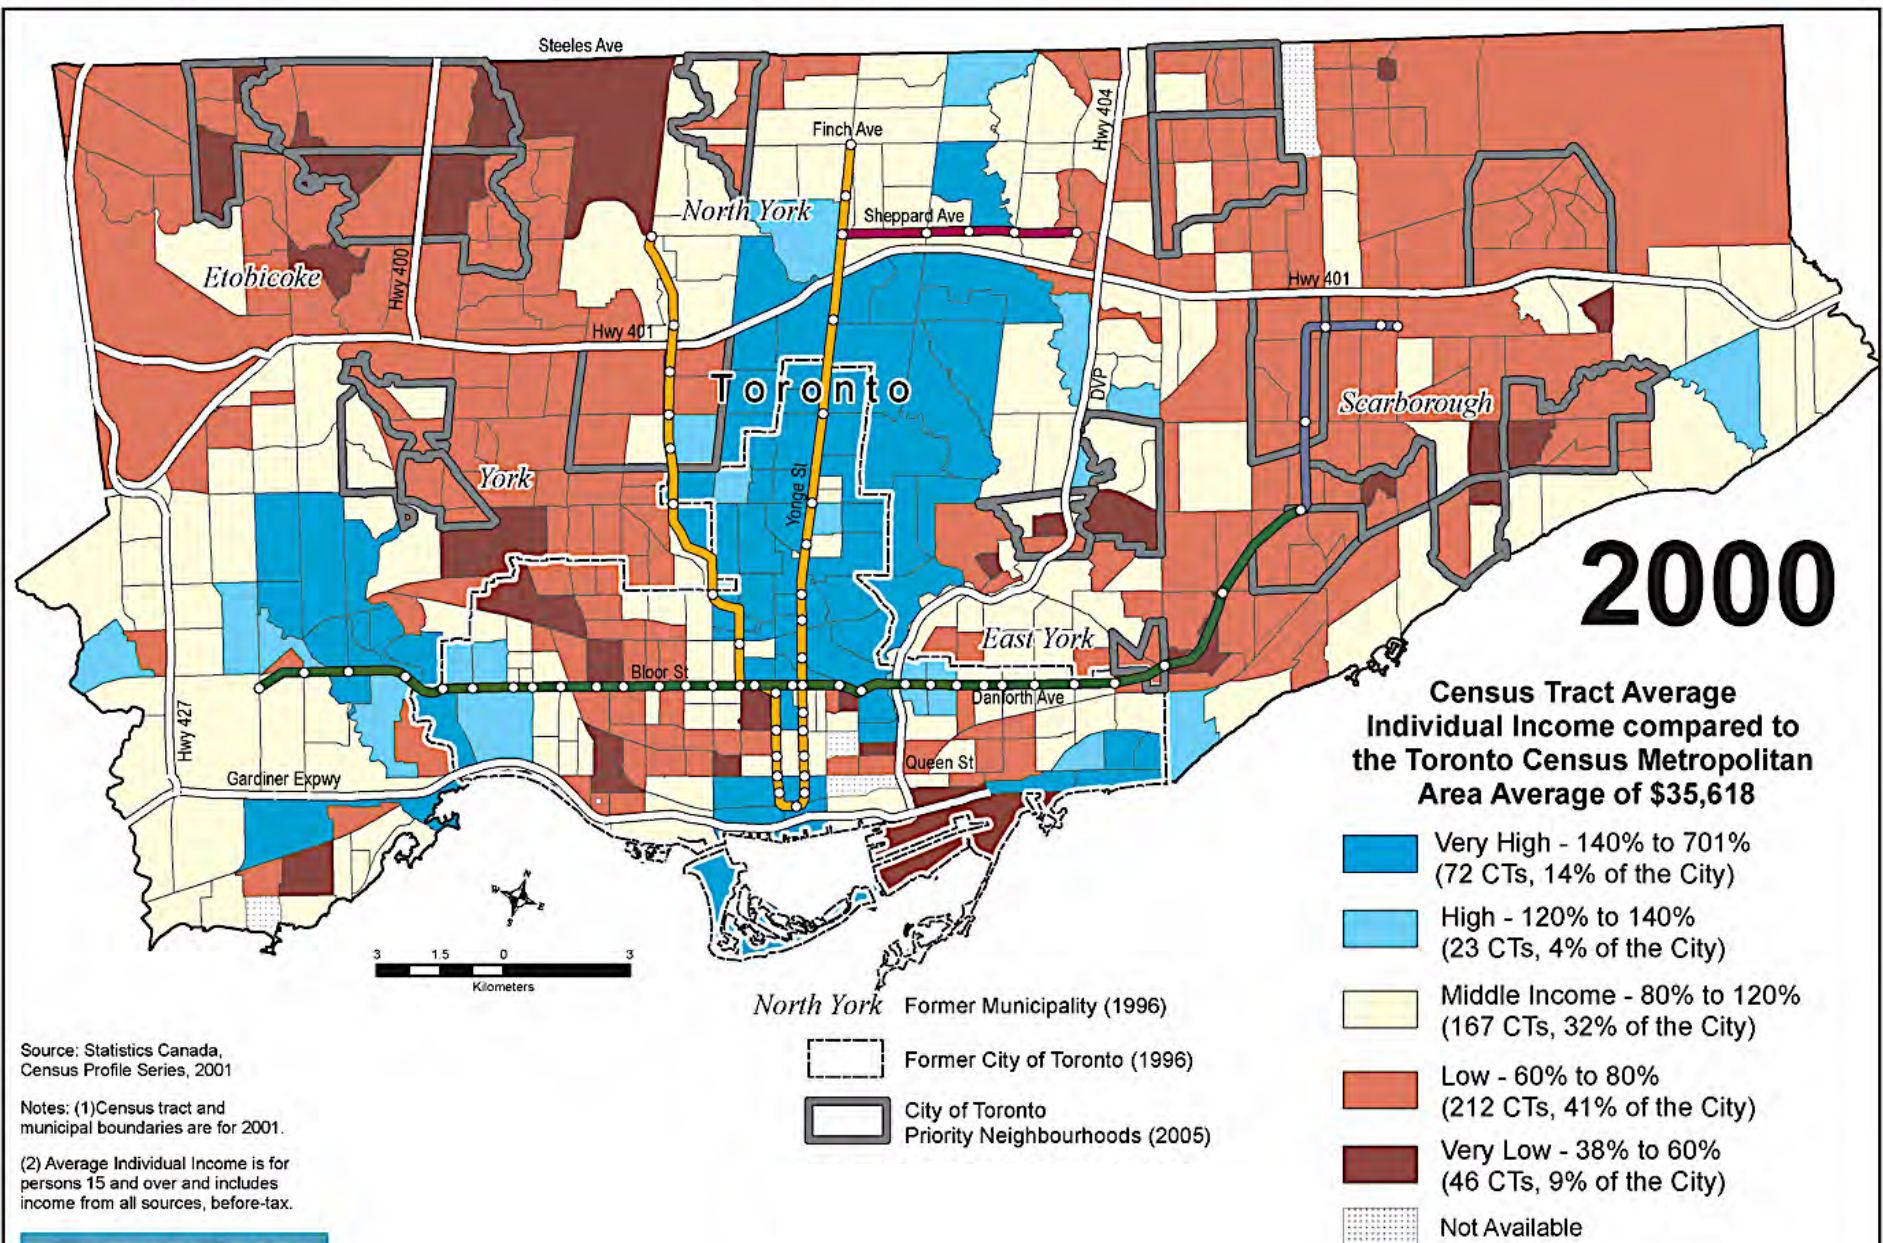 Steeles Ave
Finch Ave
Hwy 404
North York
Sheppard Ave
Etobicoke
Hwy 400
Hwy 401
Hwy 401
Toronto
DVP
Scarborough
York
Yonge St
2000
East York
Bloor St
Danforth Ave
Hwy 427
Queen St
Gardiner Expwy
N
W
E
S
3 1.5 0 3
Kilometers
Census Tract Average
Individual Income compared to
the Toronto Census Metropolitan
Area Average of $35,618
Very High - 140% to 701%
(72 CTs, 14% of the City)
High - 120% to 140%
(23 CTs, 4% of the City)
Middle Income - 80% to 120%
(167 CTs, 32% of the City)
Low - 60% to 80%
(212 CTs, 41% of the City)
Very Low - 38% to 60%
(46 CTs, 9% of the City)
Not Available
North York Former Municipality (1996)
Former City of Toronto (1996)
City of Toronto
Priority Neighbourhoods (2005)
Source: Statistics Canada,
Census Profile Series, 2001
Notes: (1)Census tract and
municipal boundaries are for 2001.
(2) Average Individual Income is for
persons 15 and over and includes
income from all sources, before-tax.